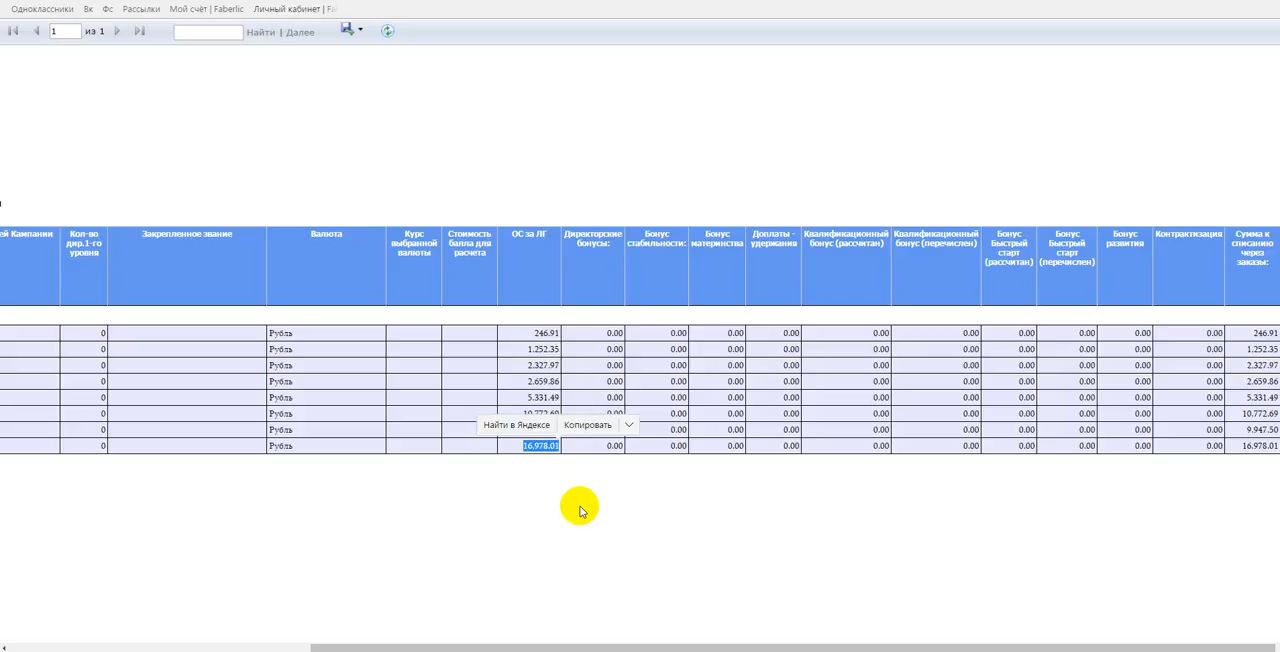 Одноклассники Вк Фс Рассылки Мой счёт | Faberlic Личный кабинет | Fa
1 из 1 Найти | Далее
ей Кампании Кол-во дир.1-го уровня Закрепленное звание Валюта Курс выбранной валюты Стоимость балла для расчета ОС за ЛГ Директорские бонусы: Бонус стабильности: Бонус материнства Доплаты - удержания Квалификационный бонус (рассчитан) Квалификационный бонус (перечислен) Бонус Быстрый старт (рассчитан) Бонус Быстрый старт (перечислен) Бонус развития Контрактизация Сумма к списанию через заказы:
0 Рубль 246.91 0.00 0.00 0.00 0.00 0.00 0.00 0.00 0.00 0.00 0.00 246.91
0 Рубль 1.252.35 0.00 0.00 0.00 0.00 0.00 0.00 0.00 0.00 0.00 0.00 1.252.35
0 Рубль 2.327.97 0.00 0.00 0.00 0.00 0.00 0.00 0.00 0.00 0.00 0.00 2.327.97
0 Рубль 2.659.86 0.00 0.00 0.00 0.00 0.00 0.00 0.00 0.00 0.00 0.00 2.659.86
0 Рубль 5.331.49 0.00 0.00 0.00 0.00 0.00 0.00 0.00 0.00 0.00 0.00 5.331.49
0 Рубль 10.772.69 0.00 0.00 0.00 0.00 0.00 0.00 0.00 0.00 0.00 0.00 10.772.69
Найти в Яндексе Копировать
0 Рубль 0.00 0.00 0.00 0.00 0.00 0.00 0.00 0.00 0.00 9.947.50
0 Рубль 16,978.01 0.00 0.00 0.00 0.00 0.00 0.00 0.00 0.00 0.00 0.00 16.978.01